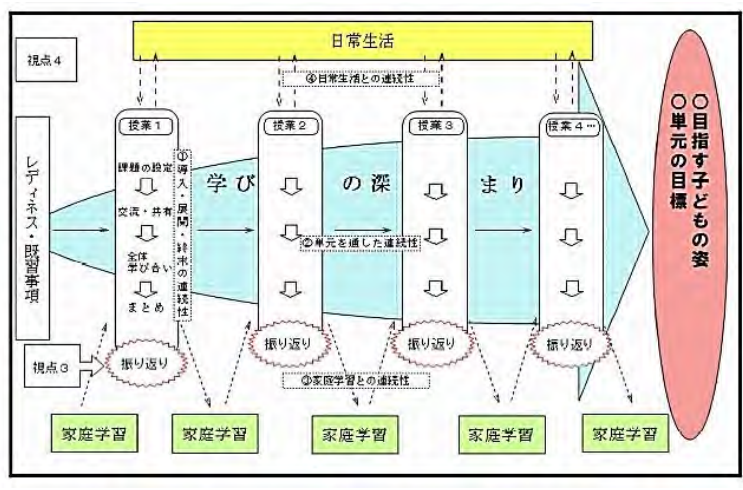 日常生活
視点4
④日常生活との連続性
授業1
授業2
授業3
授業4…
レディネス・既習事項
課題の設定
交流・共有
全体
学び合い
まとめ
①導入・展開・終末の連続性
学びの深まり
②単元を通した連続性
〇目指す子どもの姿
〇単元の目標
振り返り
振り返り
振り返り
振り返り
視点3
③家庭学習との連続性
家庭学習
家庭学習
家庭学習
家庭学習
家庭学習